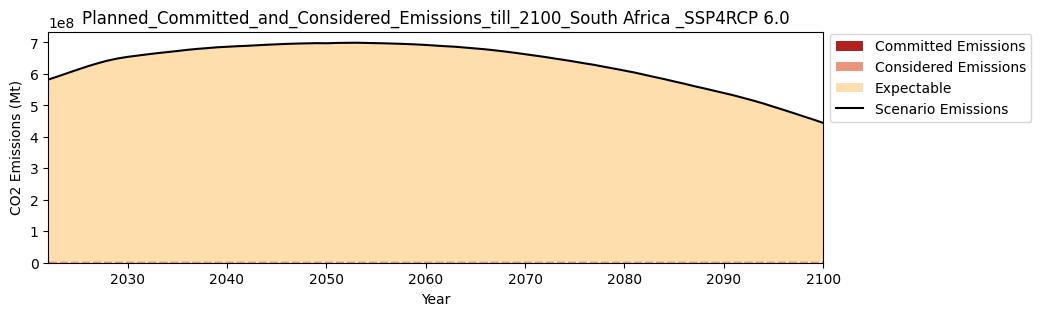 Planned_Committed_and_Considered_Emissions_till_2100_South Africa _SSP4RCP 6.0
1e8
7
6
5
4
3
2
1
0
CO2 Emissions (Mt)
2030 2040 2050 2060 2070 2080 2090 2100
Year
Committed Emissions
Considered Emissions
Expectable
Scenario Emissions